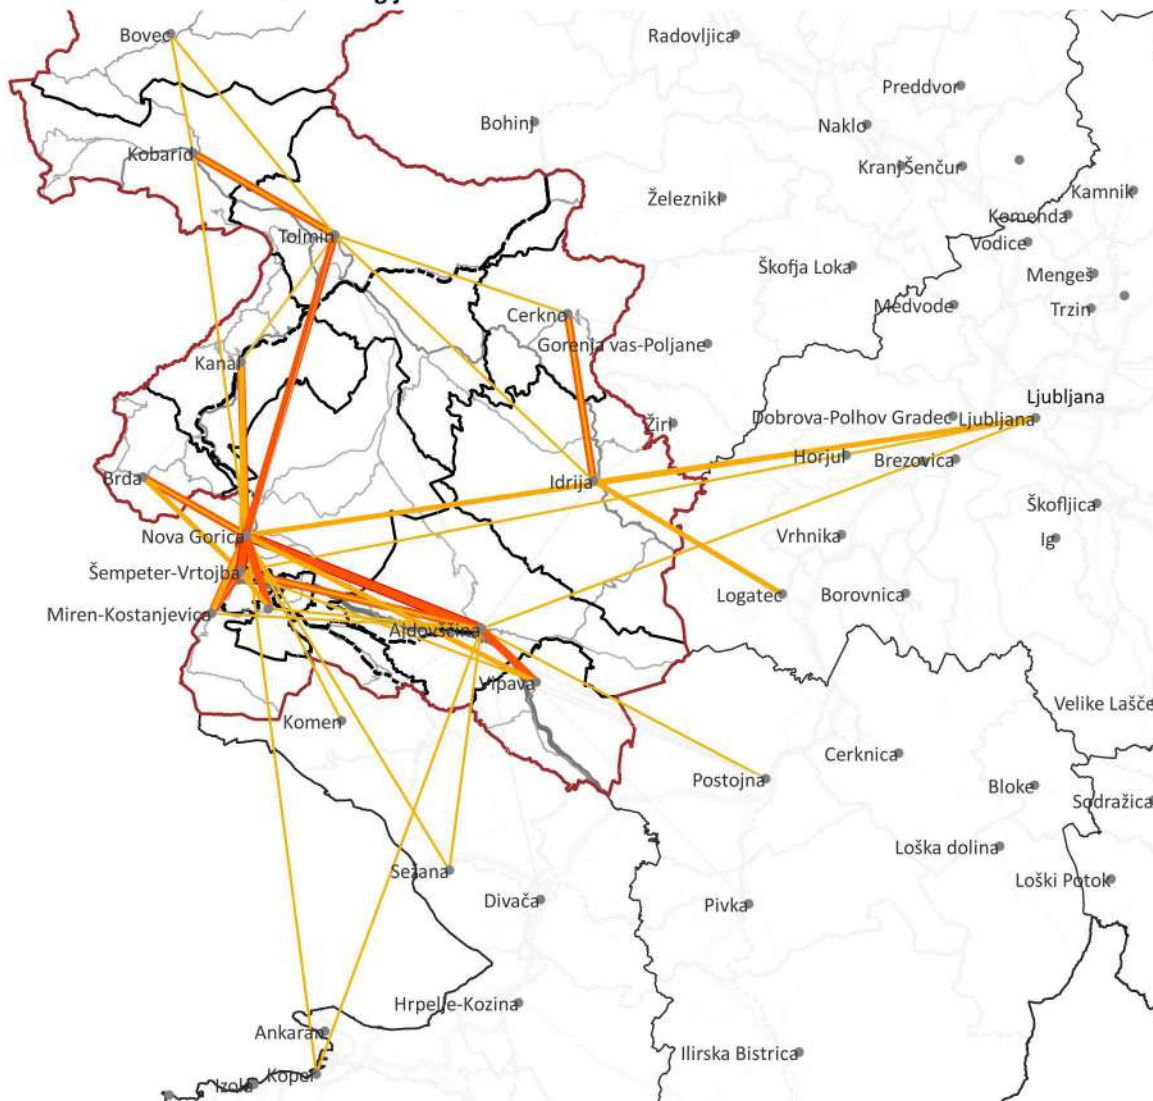 Bovec
Radovljica
Preddvor
Bohinj
Naklo
Kobarid
Kranj
Šenčur
Železniki
Kamnik
Komenda
Tolmin
Vodice
Škofja Loka
Mengeš
Medvode
Trzin
Cerkno
Gorenja vas-Poljane
Kanal
Ljubljana
Žiri
Dobrova-Polhov Gradec
Ljubljana
Horjul
Brezovica
Brda
Idrija
Škofljica
Nova Gorica
Vrhnika
Ig
Šempeter-Vrtojba
Logatec
Borovnica
Miren-Kostanjevica
Ajdovščina
Vipava
Velike Lašče
Komen
Cerknica
Postojna
Bloke
Sodražica
Loška dolina
Sežana
Loški Potok
Divača
Pivka
Hrpelje-Kozina
Ankaran
Ilirska Bistrica
Koper
Izola